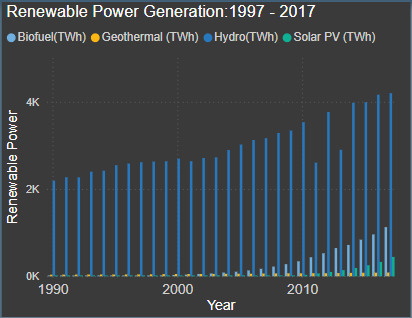 Renewable Power Generation:1997 - 2017
Biofuel(TWh) Geothermal (TWh) Hydro(TWh) Solar PV (TWh)
4K
2K
0K
Renewable Power
1990 2000 2010
Year